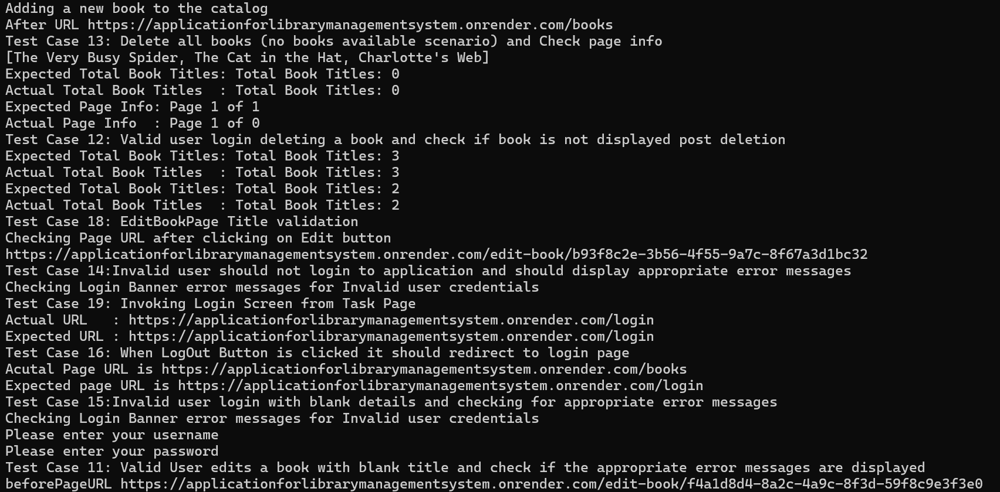 Adding a new book to the catalog
After URL https://applicationforlibrarymanagementsystem.onrender.com/books
Test Case 13: Delete all books (no books available scenario) and Check page info
[The Very Busy Spider, The Cat in the Hat, Charlotte's Web]
Expected Total Book Titles: Total Book Titles: 0
Actual Total Book Titles  : Total Book Titles: 0
Expected Page Info: Page 1 of 1
Actual Page Info  : Page 1 of 0
Test Case 12: Valid user login deleting a book and check if book is not displayed post deletion
Expected Total Book Titles: Total Book Titles: 3
Actual Total Book Titles  : Total Book Titles: 3
Expected Total Book Titles: Total Book Titles: 2
Actual Total Book Titles  : Total Book Titles: 2
Test Case 18: EditBookPage Title validation
Checking Page URL after clicking on Edit button
https://applicationforlibrarymanagementsystem.onrender.com/edit-book/b93f8c2e-3b56-4f55-9a7c-8f67a3d1bc32
Test Case 14:Invalid user should not login to application and should display appropriate error messages
Checking Login Banner error messages for Invalid user credentials
Test Case 19: Invoking Login Screen from Task Page
Actual URL   : https://applicationforlibrarymanagementsystem.onrender.com/login
Expected URL : https://applicationforlibrarymanagementsystem.onrender.com/login
Test Case 16: When LogOut Button is clicked it should redirect to login page
Acutal Page URL is https://applicationforlibrarymanagementsystem.onrender.com/books
Expected page URL is https://applicationforlibrarymanagementsystem.onrender.com/login
Test Case 15:Invalid user login with blank details and checking for appropriate error messages
Checking Login Banner error messages for Invalid user credentials
Please enter your username
Please enter your password
Test Case 11: Valid User edits a book with blank title and check if the appropriate error messages are displayed
beforePageURL https://applicationforlibrarymanagementsystem.onrender.com/edit-book/f4a1d8d4-8a2c-4a9c-8f3d-59f8c9e3f3e0